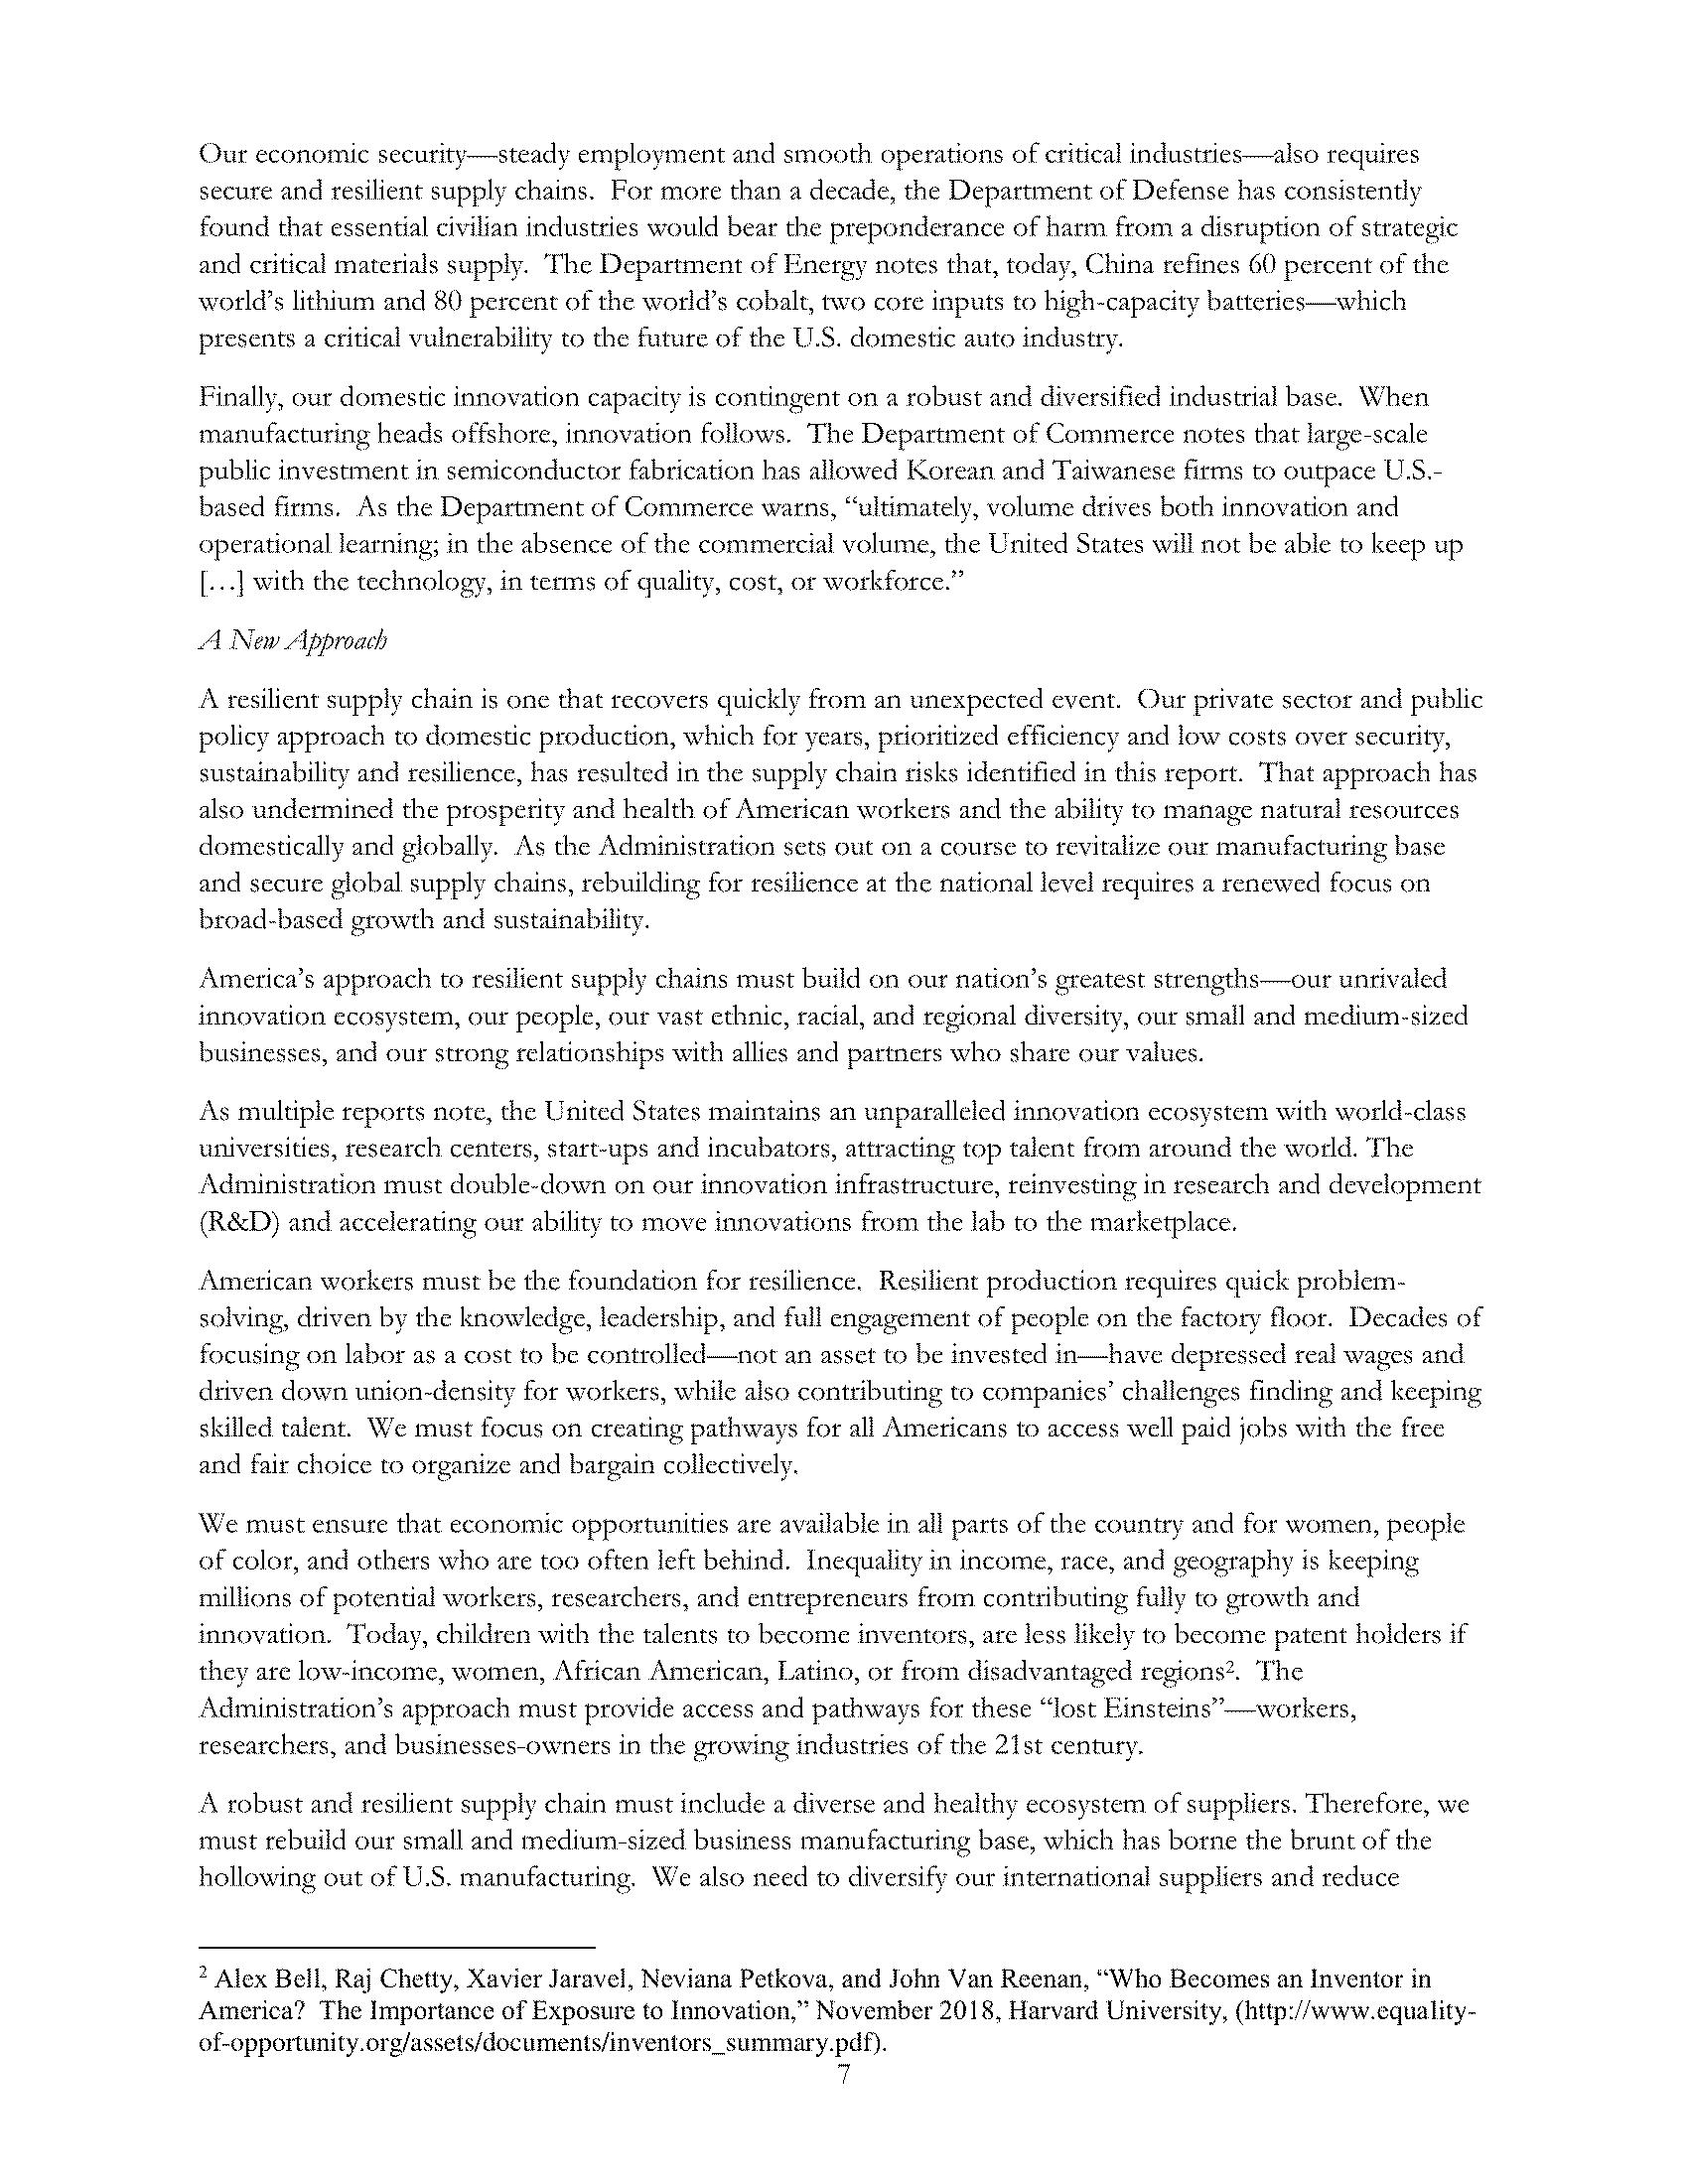 Our economic security—steady employment and smooth operations of critical industries—also requires
secure and resilient supply chains.  For more than a decade, the Department of Defense has consistently
found that essential civilian industries would bear the preponderance of harm from a disruption of strategic
and critical materials supply.  The Department of Energy notes that, today, China refines 60 percent of the
world’s lithium and 80 percent of the world’s cobalt, two core inputs to high-capacity batteries—which
presents a critical vulnerability to the future of the U.S. domestic auto industry.
Finally, our domestic innovation capacity is contingent on a robust and diversified industrial base.  When
manufacturing heads offshore, innovation follows.  The Department of Commerce notes that large-scale
public investment in semiconductor fabrication has allowed Korean and Taiwanese firms to outpace U.S.-
based firms.  As the Department of Commerce warns, “ultimately, volume drives both innovation and
operational learning; in the absence of the commercial volume, the United States will not be able to keep up
[…] with the technology, in terms of quality, cost, or workforce.”
A New Approach
A resilient supply chain is one that recovers quickly from an unexpected event.  Our private sector and public
policy approach to domestic production, which for years, prioritized efficiency and low costs over security,
sustainability and resilience, has resulted in the supply chain risks identified in this report.  That approach has
also undermined the prosperity and health of American workers and the ability to manage natural resources
domestically and globally.  As the Administration sets out on a course to revitalize our manufacturing base
and secure global supply chains, rebuilding for resilience at the national level requires a renewed focus on
broad-based growth and sustainability.
America’s approach to resilient supply chains must build on our nation’s greatest strengths—our unrivaled
innovation ecosystem, our people, our vast ethnic, racial, and regional diversity, our small and medium-sized
businesses, and our strong relationships with allies and partners who share our values.
As multiple reports note, the United States maintains an unparalleled innovation ecosystem with world-class
universities, research centers, start-ups and incubators, attracting top talent from around the world. The
Administration must double-down on our innovation infrastructure, reinvesting in research and development
(R&D) and accelerating our ability to move innovations from the lab to the marketplace.
American workers must be the foundation for resilience.  Resilient production requires quick problem-
solving, driven by the knowledge, leadership, and full engagement of people on the factory floor.  Decades of
focusing on labor as a cost to be controlled—not an asset to be invested in—have depressed real wages and
driven down union-density for workers, while also contributing to companies’ challenges finding and keeping
skilled talent.  We must focus on creating pathways for all Americans to access well paid jobs with the free
and fair choice to organize and bargain collectively.
We must ensure that economic opportunities are available in all parts of the country and for women, people
of color, and others who are too often left behind.  Inequality in income, race, and geography is keeping
millions of potential workers, researchers, and entrepreneurs from contributing fully to growth and
innovation.  Today, children with the talents to become inventors, are less likely to become patent holders if
they are low-income, women, African American, Latino, or from disadvantaged regions².  The
Administration’s approach must provide access and pathways for these “lost Einsteins”—workers,
researchers, and businesses-owners in the growing industries of the 21st century.
A robust and resilient supply chain must include a diverse and healthy ecosystem of suppliers. Therefore, we
must rebuild our small and medium-sized business manufacturing base, which has borne the brunt of the
hollowing out of U.S. manufacturing.  We also need to diversify our international suppliers and reduce
² Alex Bell, Raj Chetty, Xavier Jaravel, Neviana Petkova, and John Van Reenan, “Who Becomes an Inventor in
America?  The Importance of Exposure to Innovation,” November 2018, Harvard University, (http://www.equality-
of-opportunity.org/assets/documents/inventors_summary.pdf).
7